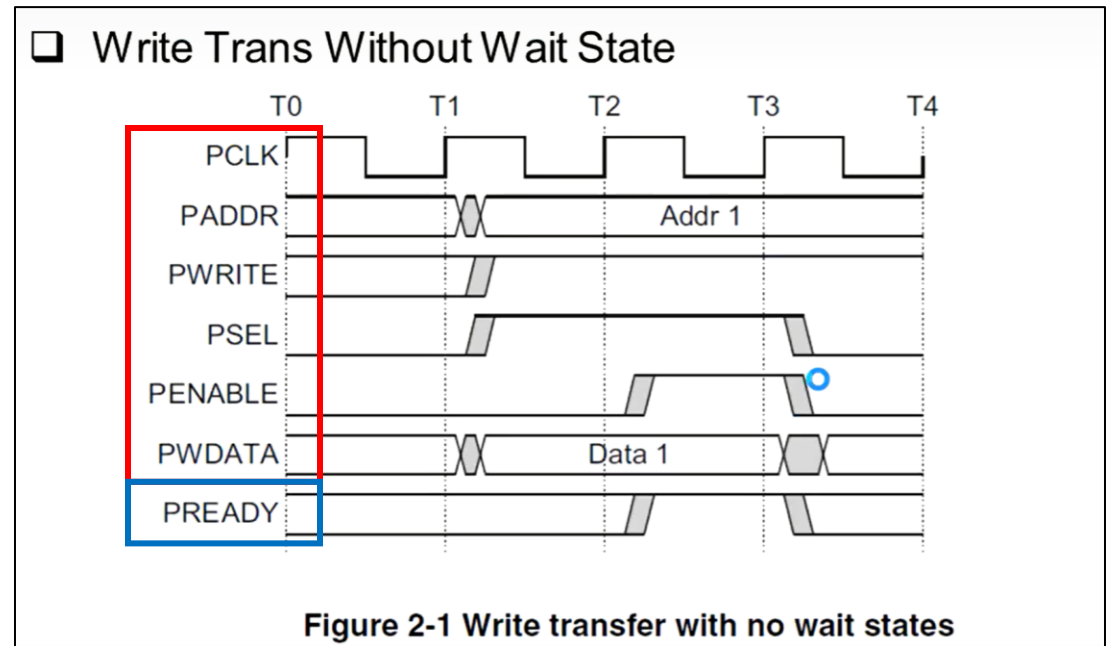 ❑ Write Trans Without Wait State
T0 T1 T2 T3 T4
PCLK
PADDR Addr 1
PWRITE
PSEL
PENABLE
PWDATA Data 1
PREADY
Figure 2-1 Write transfer with no wait states